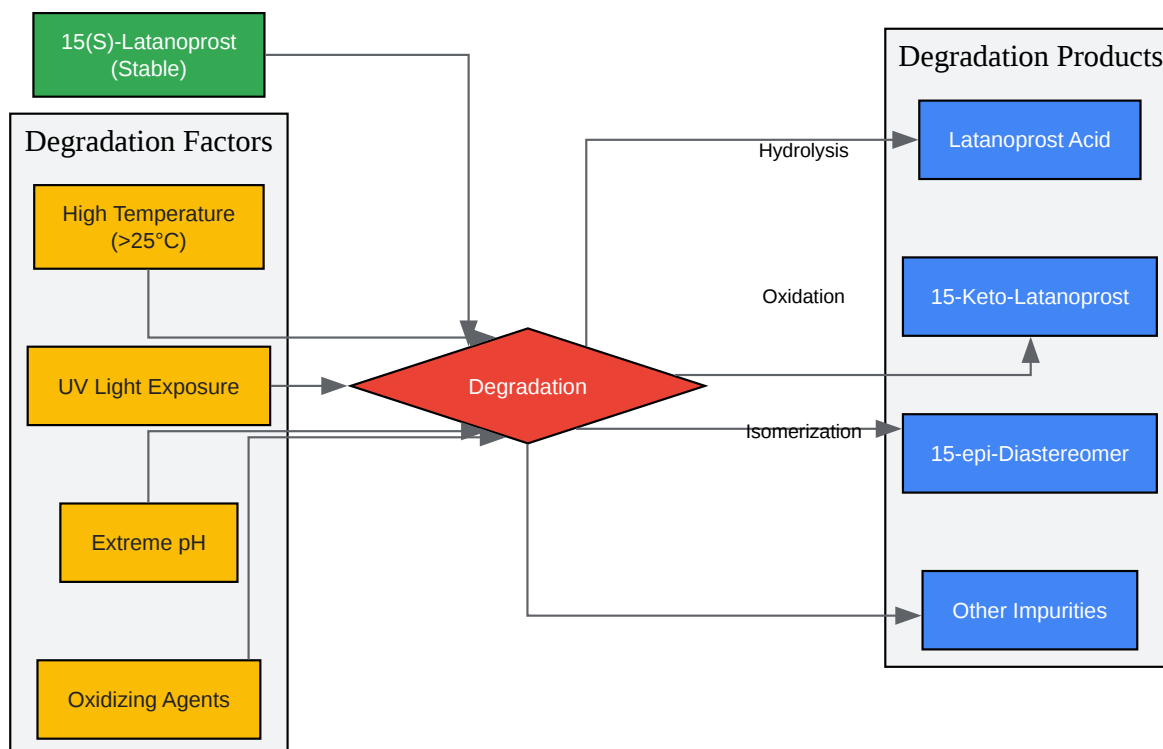 15(S)-Latanoprost
(Stable)
Degradation Factors
High Temperature
(>25°C)
UV Light Exposure
Extreme pH
Oxidizing Agents
Degradation
Hydrolysis
Oxidation
Isomerization
Degradation Products
Latanoprost Acid
15-Keto-Latanoprost
15-epi-Diastereomer
Other Impurities